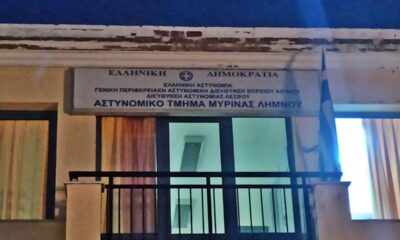 ΕΛΛΗΝΙΚΗ ΔΗΜΟΚΡΑΤΙΑ
ΕΛΛΗΝΙΚΗ ΑΣΤΥΝΟΜΙΑ
ΓΕΝΙΚΗ ΠΕΡΙΦΕΡΕΙΑΚΗ ΑΣΤΥΝΟΜΙΚΗ ΔΙΕΥΘΥΝΣΗ ΒΟΡΕΙΟΥ ΑΙΓΑΙΟΥ
ΔΙΕΥΘΥΝΣΗ ΑΣΤΥΝΟΜΙΑΣ ΛΕΣΒΟΥ
ΑΣΤΥΝΟΜΙΚΟ ΤΜΗΜΑ ΜΥΡΙΝΑΣ ΛΗΜΝΟΥ